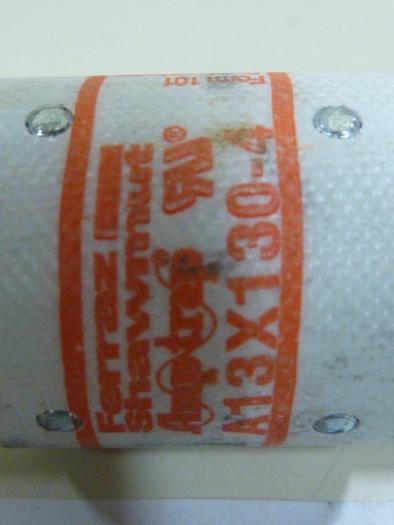 Form 101
Ferraz
Shawmut
Amp-trap®
A13X130-4